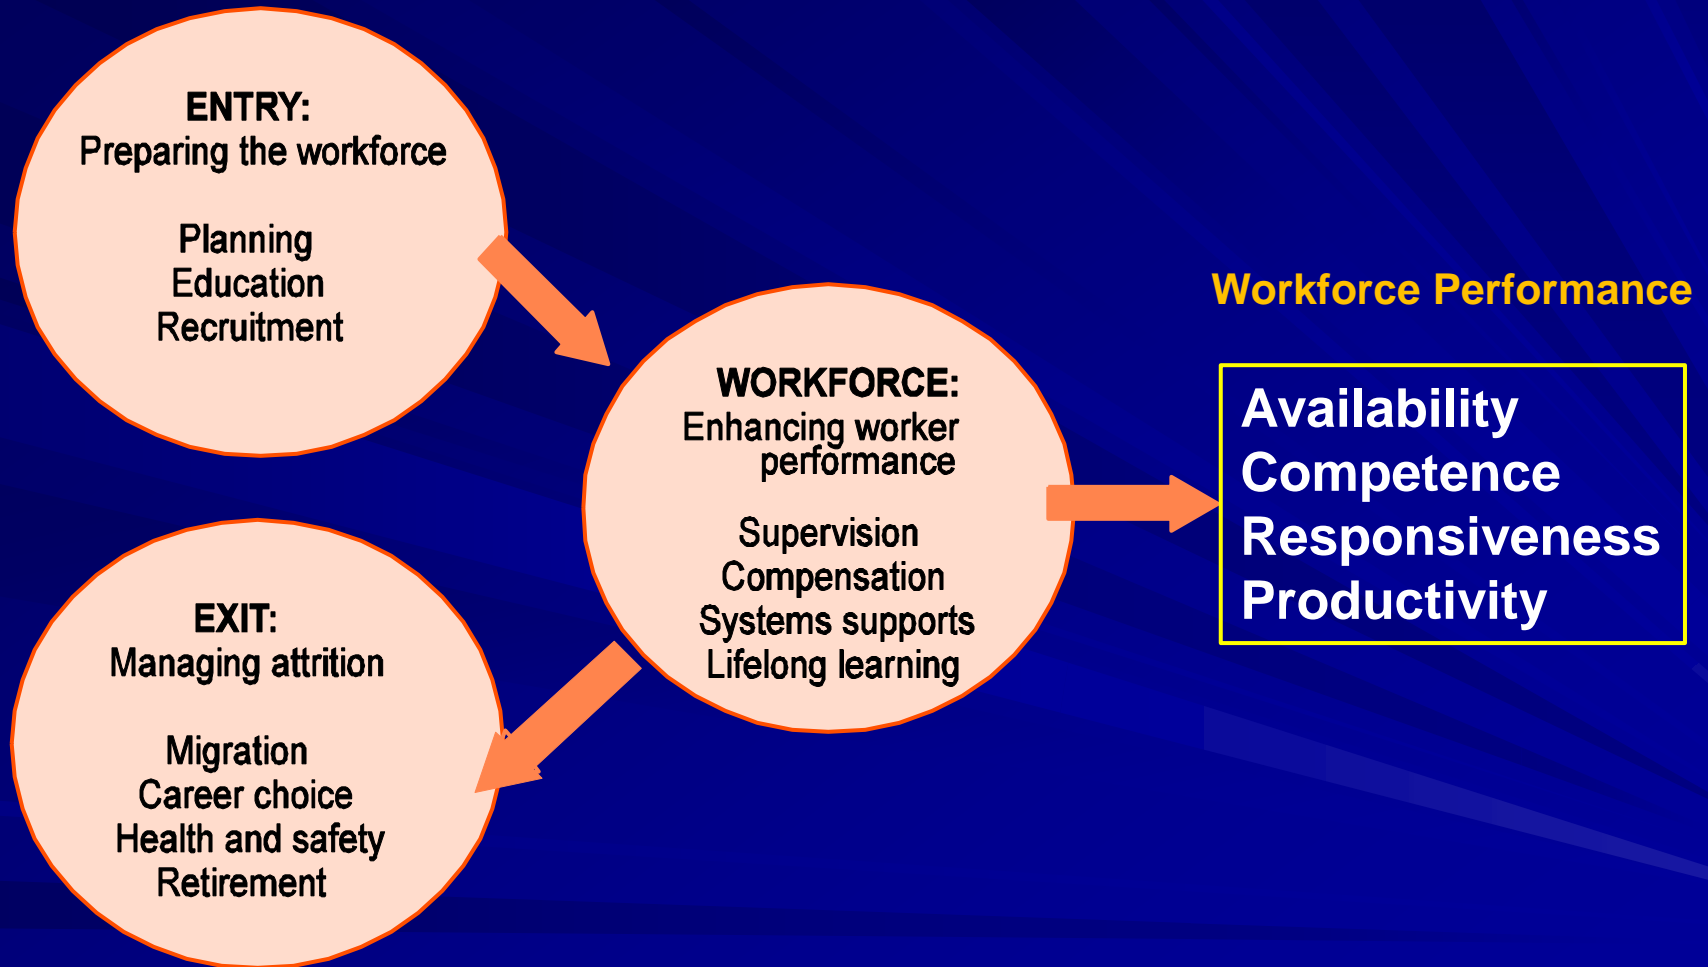 ENTRY:
Preparing the workforce
Planning
Education
Recruitment
WORKFORCE:
Enhancing worker
performance
Supervision
Compensation
Systems supports
Lifelong learning
EXIT:
Managing attrition
Migration
Career choice
Health and safety
Retirement
Workforce Performance
Availability
Competence
Responsiveness
Productivity